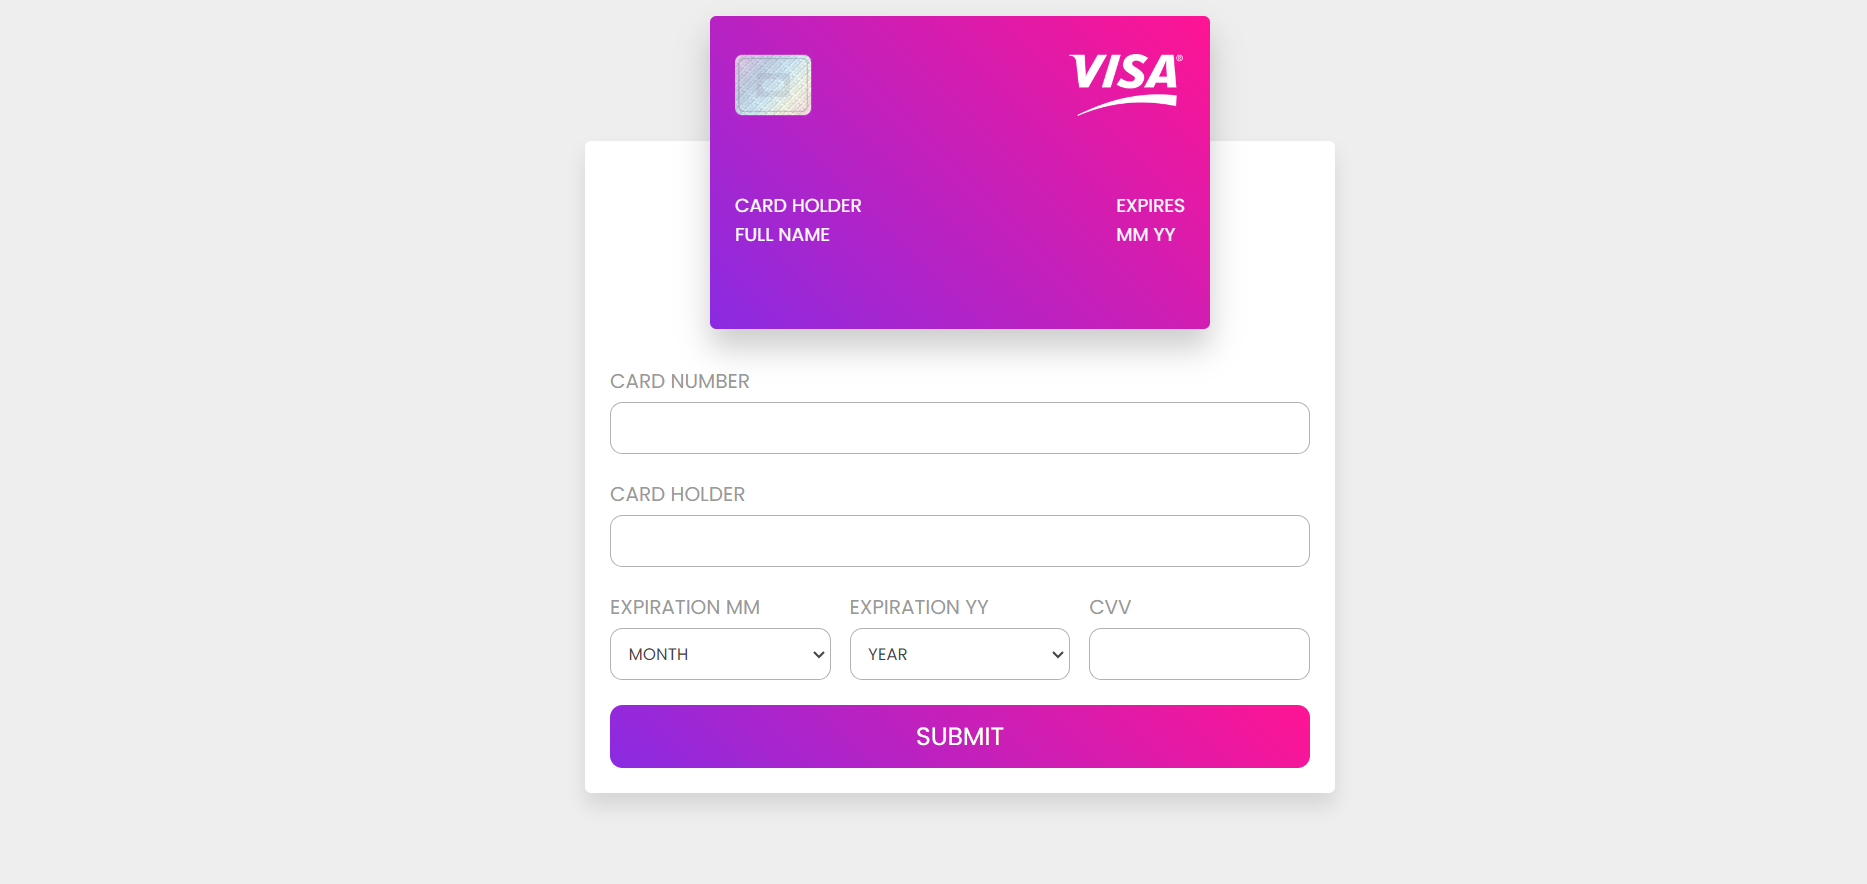 VISA®
CARD HOLDER
FULL NAME
EXPIRES
MM YY
CARD NUMBER
CARD HOLDER
EXPIRATION MM
EXPIRATION YY
CVV
MONTH
YEAR
SUBMIT